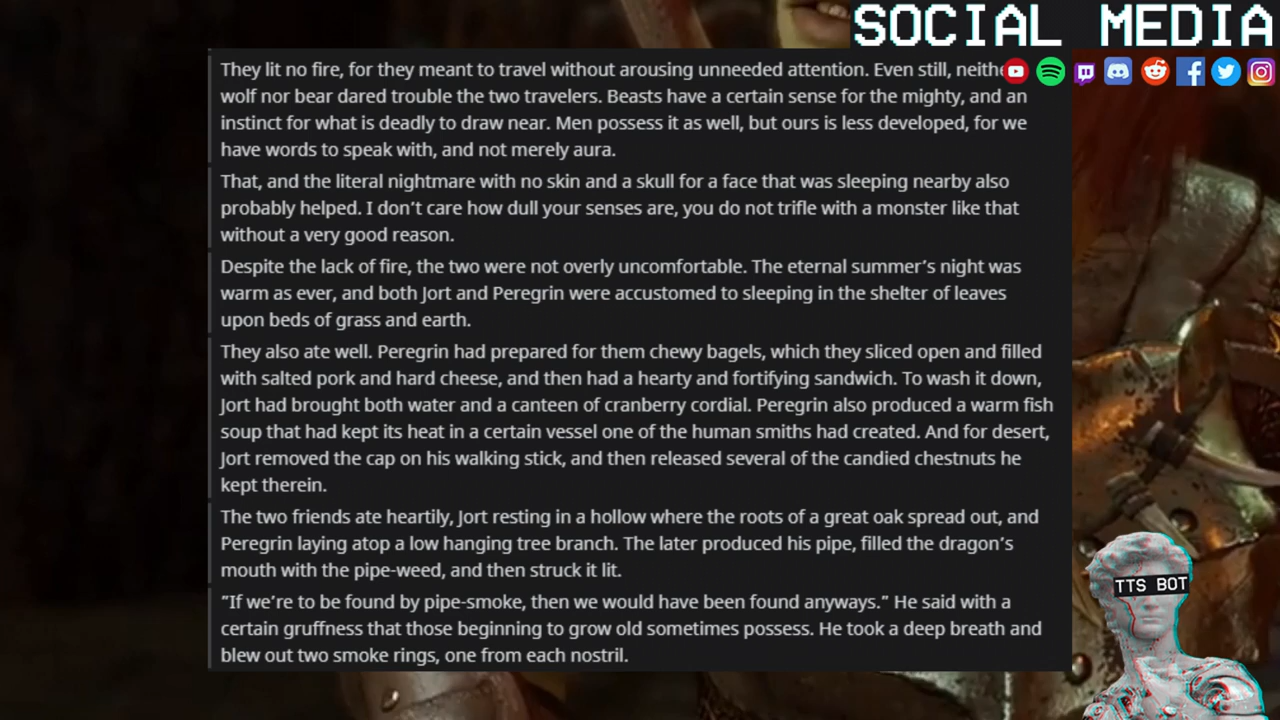 SOCIAL MEDIA
They lit no fire, for they meant to travel without arousing unneeded attention. Even still, neithe
wolf nor bear dared trouble the two travelers. Beasts have a certain sense for the mighty, and an
instinct for what is deadly to draw near. Men possess it as well, but ours is less developed, for we
have words to speak with, and not merely aura.
That, and the literal nightmare with no skin and a skull for a face that was sleeping nearby also
probably helped. I don’t care how dull your senses are, you do not trifle with a monster like that
without a very good reason.
Despite the lack of fire, the two were not overly uncomfortable. The eternal summer’s night was
warm as ever, and both Jort and Peregrin were accustomed to sleeping in the shelter of leaves
upon beds of grass and earth.
They also ate well. Peregrin had prepared for them chewy bagels, which they sliced open and filled
with salted pork and hard cheese, and then had a hearty and fortifying sandwich. To wash it down,
Jort had brought both water and a canteen of cranberry cordial. Peregrin also produced a warm fish
soup that had kept its heat in a certain vessel one of the human smiths had created. And for desert,
Jort removed the cap on his walking stick, and then released several of the candied chestnuts he
kept therein.
The two friends ate heartily, Jort resting in a hollow where the roots of a great oak spread out, and
Peregrin laying atop a low hanging tree branch. The later produced his pipe, filled the dragon’s
mouth with the pipe-weed, and then struck it lit.
“If we’re to be found by pipe-smoke, then we would have been found anyways.” He said with a
certain gruffness that those beginning to grow old sometimes possess. He took a deep breath and
blew out two smoke rings, one from each nostril.
TTS BOT